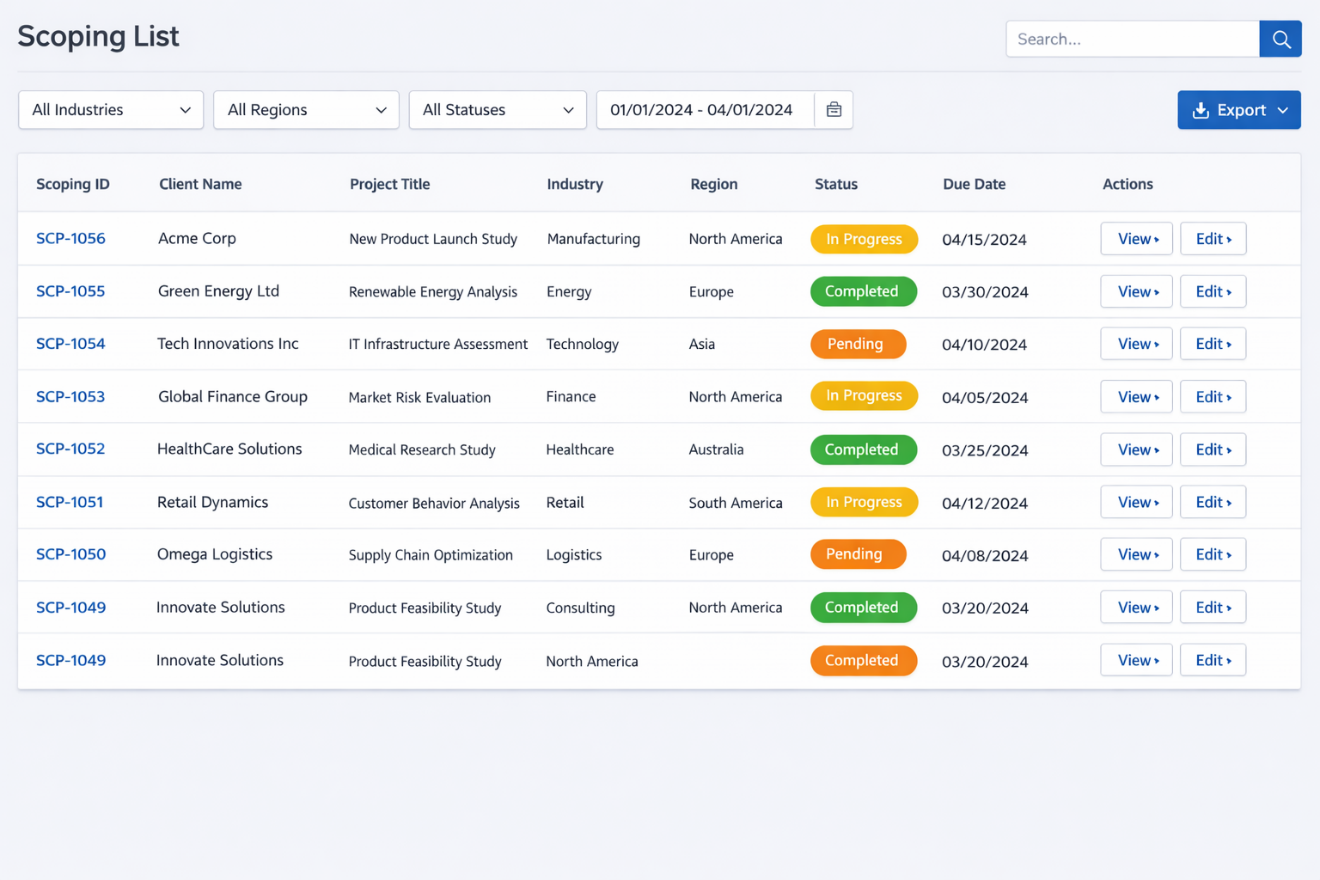 Scoping List
Search...
All Industries All Regions All Statuses 01/01/2024 - 04/01/2024 Export
Scoping ID Client Name Project Title Industry Region Status Due Date Actions
SCP-1056 Acme Corp New Product Launch Study Manufacturing North America In Progress 04/15/2024 View Edit
SCP-1055 Green Energy Ltd Renewable Energy Analysis Energy Europe Completed 03/30/2024 View Edit
SCP-1054 Tech Innovations Inc IT Infrastructure Assessment Technology Asia Pending 04/10/2024 View Edit
SCP-1053 Global Finance Group Market Risk Evaluation Finance North America In Progress 04/05/2024 View Edit
SCP-1052 HealthCare Solutions Medical Research Study Healthcare Australia Completed 03/25/2024 View Edit
SCP-1051 Retail Dynamics Customer Behavior Analysis Retail South America In Progress 04/12/2024 View Edit
SCP-1050 Omega Logistics Supply Chain Optimization Logistics Europe Pending 04/08/2024 View Edit
SCP-1049 Innovate Solutions Product Feasibility Study Consulting North America Completed 03/20/2024 View Edit
SCP-1049 Innovate Solutions Product Feasibility Study North America Completed 03/20/2024 View Edit